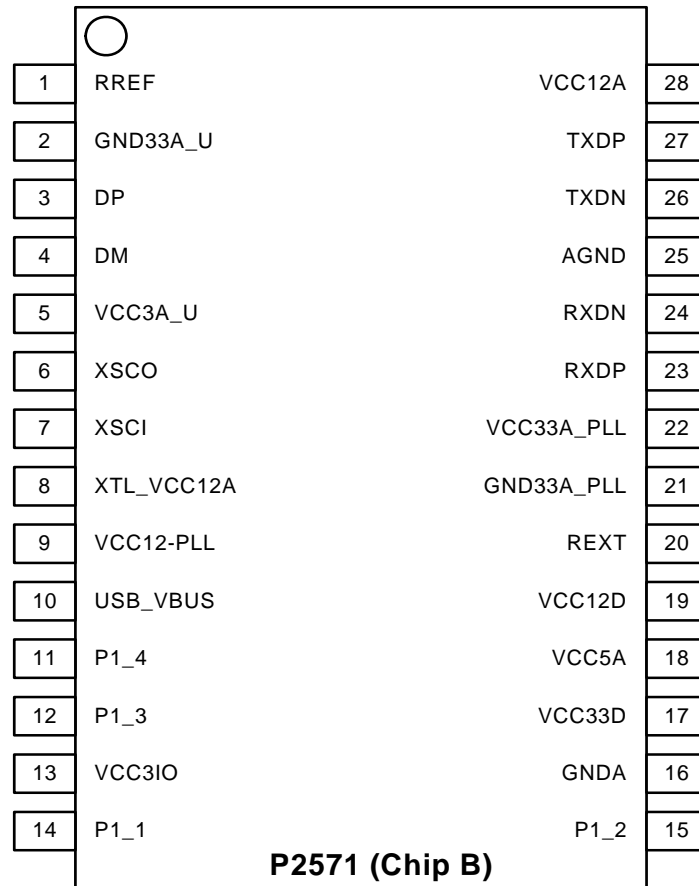 1 RREF VCC12A 28
2 GND33A_U TXDP 27
3 DP TXDN 26
4 DM AGND 25
5 VCC3A_U RXDN 24
6 XSCO RXDP 23
7 XSCI VCC33A_PLL 22
8 XTL_VCC12A GND33A_PLL 21
9 VCC12-PLL REXT 20
10 USB_VBUS VCC12D 19
11 P1_4 VCC5A 18
12 P1_3 VCC33D 17
13 VCC3IO GNDA 16
14 P1_1 P1_2 15
P2571 (Chip B)